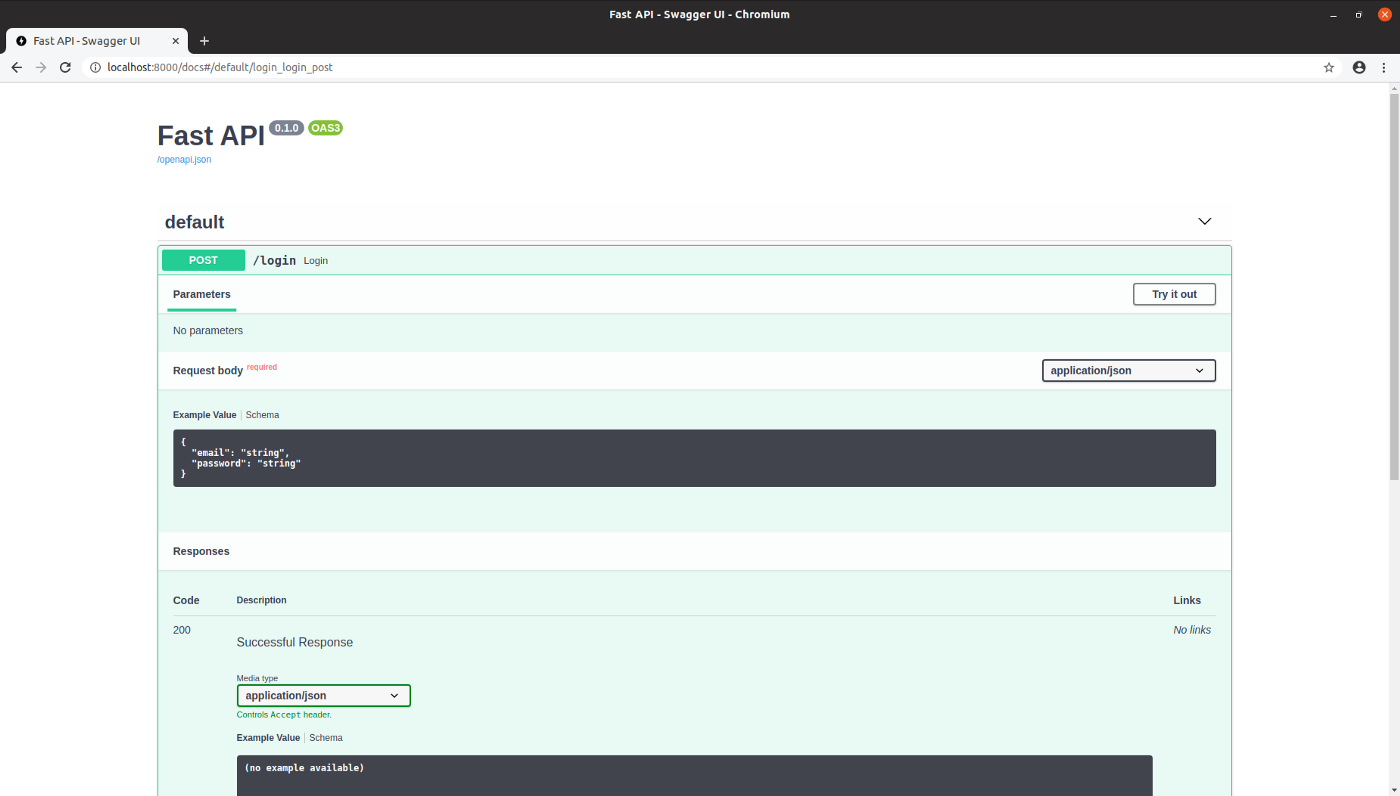 Fast API - Swagger UI - Chromium
Fast API - Swagger UI
localhost:8000/docs#/default/login_login_post
Fast API 0.1.0 OAS3
/openapi.json
default
POST /login Login
Parameters Try it out
No parameters
Request body required application/json
Example Value Schema
{
"email": "string",
"password": "string"
}
Responses
Code Description Links
200 Successful Response No links
Media type
application/json
Controls Accept header.
Example Value Schema
(no example available)